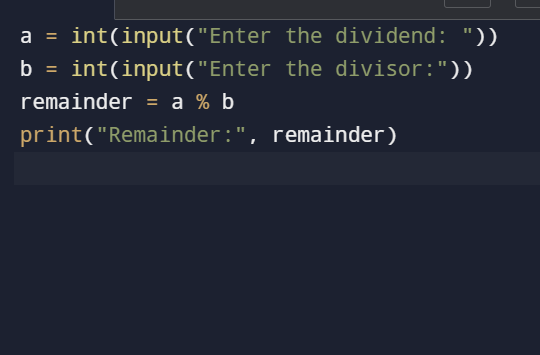 a = int(input("Enter the dividend: "))
b = int(input("Enter the divisor:"))
remainder = a % b
print("Remainder:", remainder)